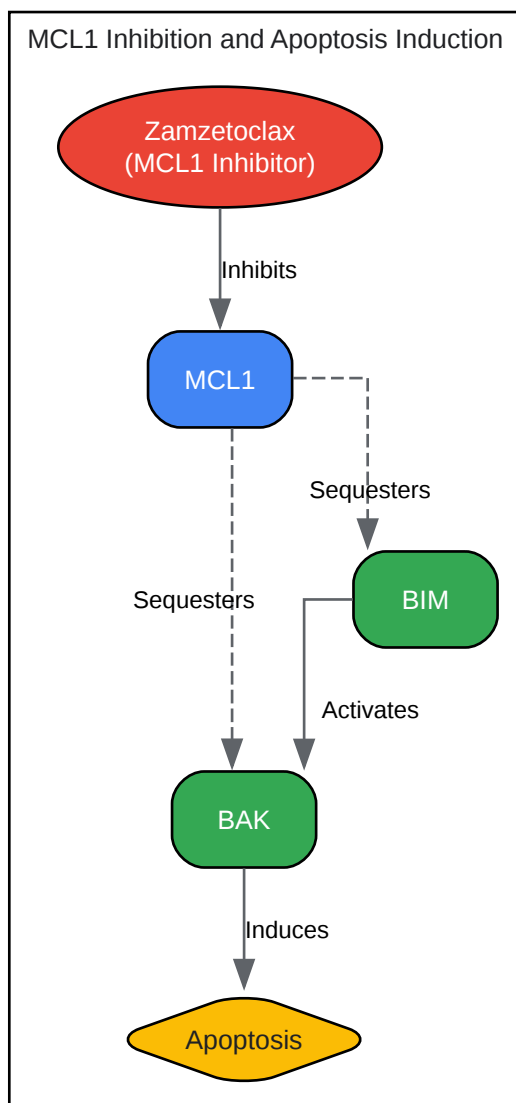 MCL1 Inhibition and Apoptosis Induction
Zamzetoclax
(MCL1 Inhibitor)
Inhibits
MCL1
Sequesters
BIM
Sequesters
Activates
BAK
Induces
Apoptosis